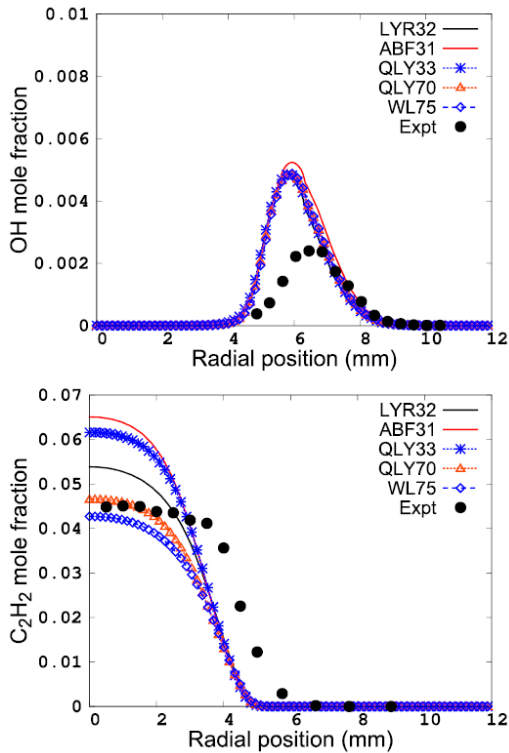 0.01
0.008
0.006
0.004
0.002
0
OH mole fraction
LYR32
ABF31
QLY33
QLY70
WL75
Expt
0 2 4 6 8 10 12
Radial position (mm)
0.07
0.06
0.05
0.04
0.03
0.02
0.01
0
C₂H₂ mole fraction
LYR32
ABF31
QLY33
QLY70
WL75
Expt
0 2 4 6 8 10 12
Radial position (mm)